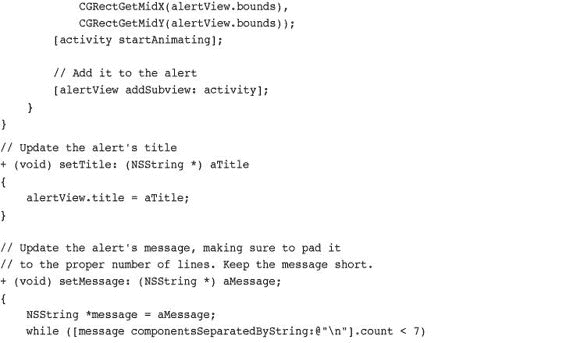 CGRectGetMidX(alertView.bounds),
CGRectGetMidY(alertView.bounds));
[activity startAnimating];
// Add it to the alert
[alertView addSubview: activity];
}
}
// Update the alert's title
+ (void) setTitle: (NSString *) aTitle
{
alertView.title = aTitle;
}
// Update the alert's message, making sure to pad it
// to the proper number of lines. Keep the message short.
+ (void) setMessage: (NSString *) aMessage;
{
NSString *message = aMessage;
while ([message componentsSeparatedByString:@"\n"].count < 7)